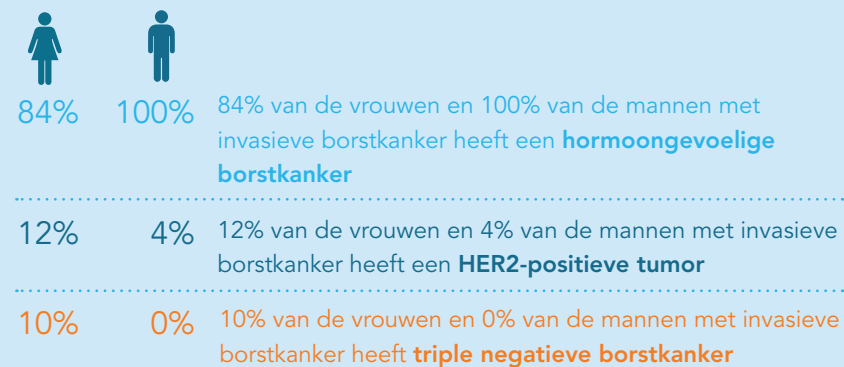 84% 100% 84% van de vrouwen en 100% van de mannen met
invasieve borstkanker heeft een hormoongevoelige
borstkanker
12% 4% 12% van de vrouwen en 4% van de mannen met invasieve
borstkanker heeft een HER2-positieve tumor
10% 0% 10% van de vrouwen en 0% van de mannen met invasieve
borstkanker heeft triple negatieve borstkanker